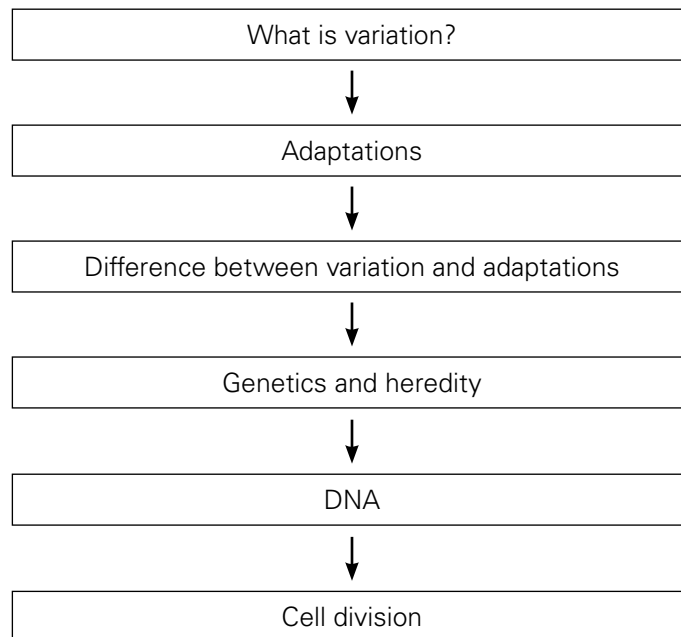 What is variation?
Adaptations
Difference between variation and adaptations
Genetics and heredity
DNA
Cell division